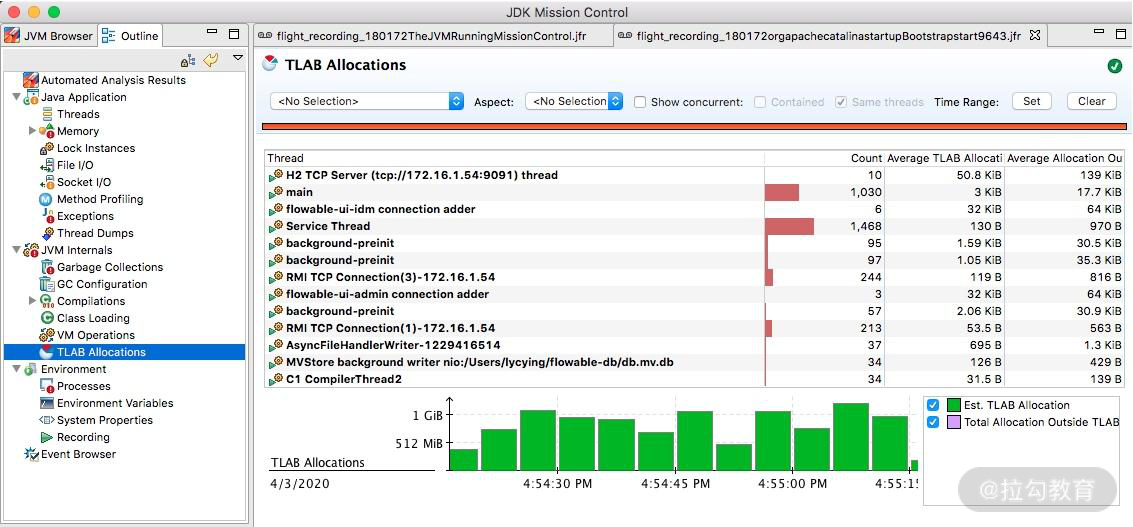 JDK Mission Control
JVM Browser
Outline
flight_recording_180172TheJVMRunningMissionControl.jfr
flight_recording_180172orgapachecatalinastartupBootstrapstart9643.jfr
Automated Analysis Results
Java Application
Threads
Memory
Lock Instances
File I/O
Socket I/O
Method Profiling
Exceptions
Thread Dumps
JVM Internals
Garbage Collections
GC Configuration
Compilations
Class Loading
VM Operations
TLAB Allocations
Environment
Processes
Environment Variables
System Properties
Recording
Event Browser
TLAB Allocations
<No Selection> Aspect: <No Selection Show concurrent: Contained Same threads Time Range: Set Clear
Thread Count Average TLAB Allocati Average Allocation Ou
H2 TCP Server (tcp://172.16.1.54:9091) thread 10 50.8 KiB 139 KiB
main 1,030 3 KiB 17.7 KiB
flowable-ui-idm connection adder 6 32 KiB 64 KiB
Service Thread 1,468 130 B 970 B
background-preinit 95 1.59 KiB 30.5 KiB
background-preinit 97 1.05 KiB 35.3 KiB
RMI TCP Connection(3)-172.16.1.54 244 119 B 816 B
flowable-ui-admin connection adder 3 32 KiB 64 KiB
background-preinit 57 2.06 KiB 30.9 KiB
RMI TCP Connection(1)-172.16.1.54 213 53.5 B 563 B
AsyncFileHandlerWriter-1229416514 37 695 B 1.3 KiB
MVStore background writer nio:/Users/lycying/flowable-db/db.mv.db 34 126 B 429 B
C1 CompilerThread2 34 31.5 B 139 B
1 GiB
512 MiB
TLAB Allocations
4/3/2020 4:54:30 PM 4:54:45 PM 4:55:00 PM 4:55:15
Est. TLAB Allocation
Total Allocation Outside TLAB
@拉勾教育